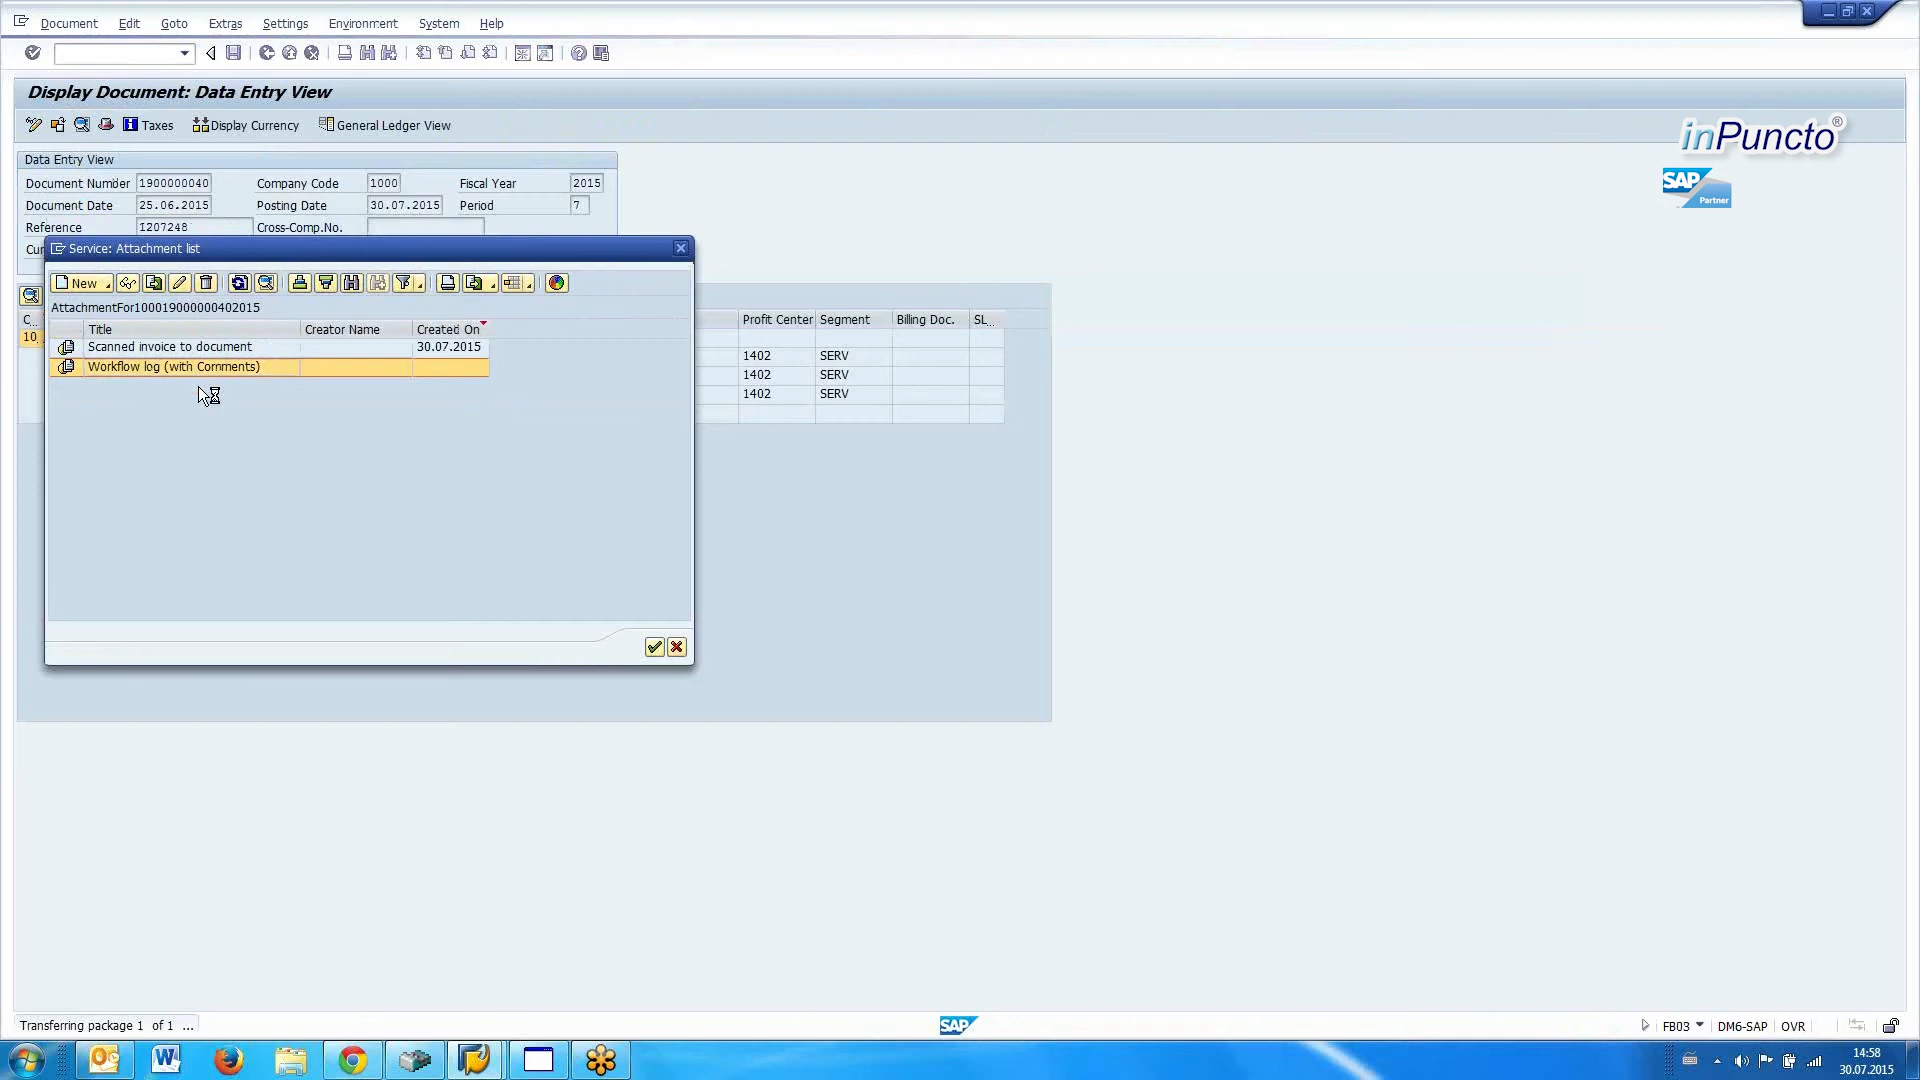 Document Edit Goto Extras Settings Environment System Help
Display Document: Data Entry View
Taxes Display Currency General Ledger View
inPuncto®
SAP Partner
Data Entry View
Document Number 1900000040 Company Code 1000 Fiscal Year 2015
Document Date 25.06.2015 Posting Date 30.07.2015 Period 7
Reference 1207248 Cross-Comp.No.
Cur
Service: Attachment list
New
AttachmentFor100019000000402015
Title Creator Name Created On
Scanned invoice to document 30.07.2015
Workflow log (with Comments)
C...
10
Profit Center Segment Billing Doc. SL...
1402 SERV
1402 SERV
1402 SERV
Transferring package 1 of 1 ...
SAP
FB03 DM6-SAP OVR
14:58
30.07.2015